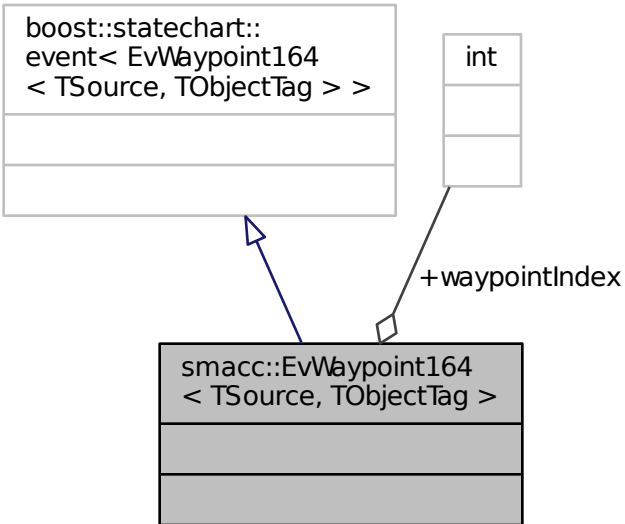 boost::statechart::
event< EvWaypoint164
< TSource, TObjectTag > >
int
+waypointIndex
smacc::EvWaypoint164
< TSource, TObjectTag >